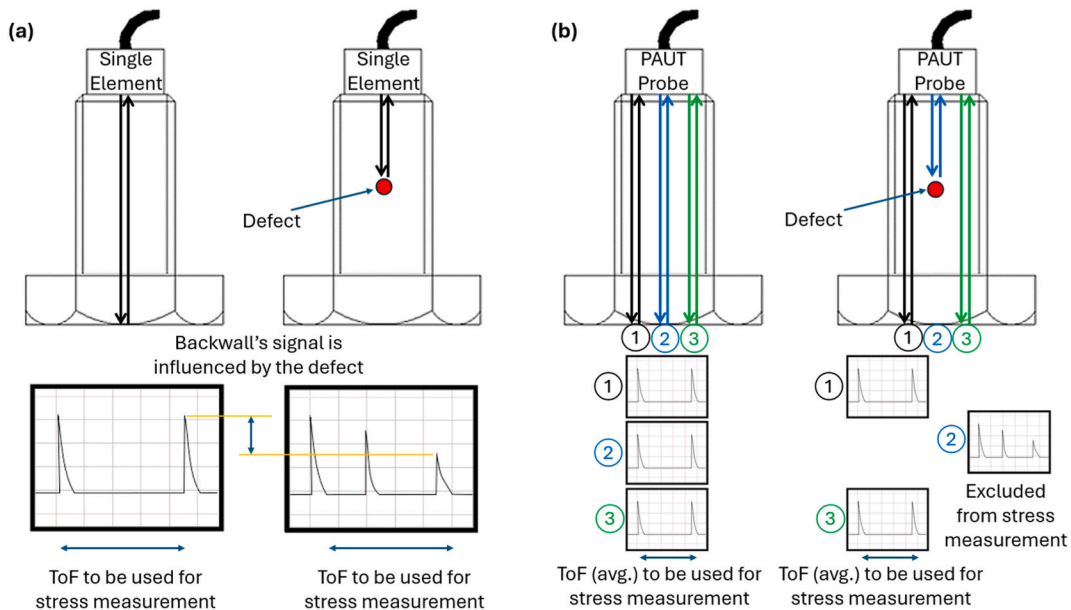 (a)
Single
Element
Single
Element
Defect
Backwall's signal is
influenced by the defect
ToF to be used for
stress measurement
ToF to be used for
stress measurement
(b)
PAUT
Probe
PAUT
Probe
Defect
1
2
3
1
2
3
1
2
3
1
2
Excluded
from stress
measurement
3
ToF (avg.) to be used for
stress measurement
ToF (avg.) to be used for
stress measurement